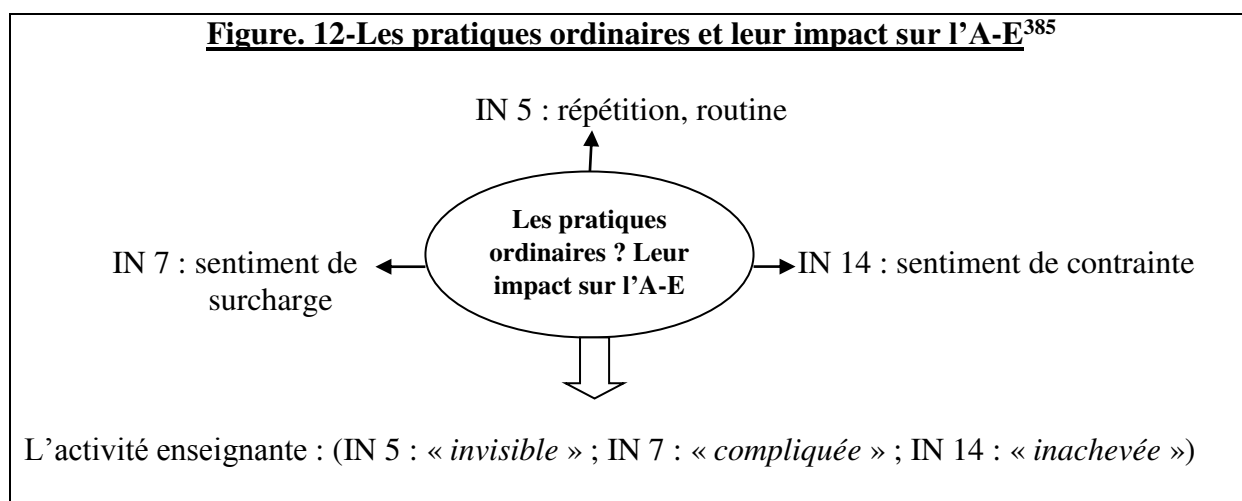 Figure. 12-Les pratiques ordinaires et leur impact sur l’A-E385
IN 5 : répétition, routine
Les pratiques
ordinaires ? Leur
impact sur l’A-E
IN 7 : sentiment de
surcharge
IN 14 : sentiment de contrainte
L’activité enseignante : (IN 5 : « invisible » ; IN 7 : « compliquée » ; IN 14 : « inachevée »)